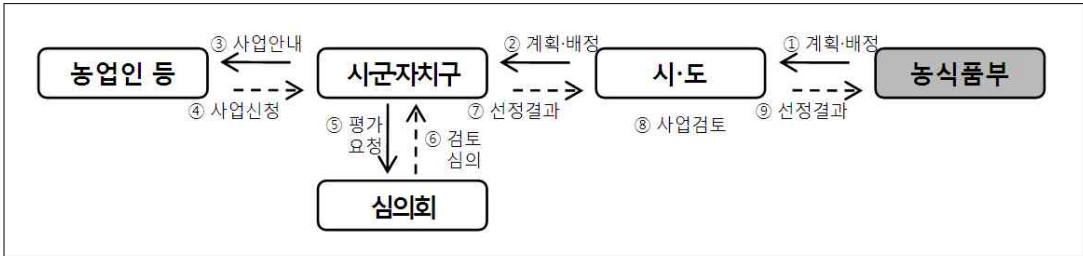 ③ 사업안내
② 계획·배정
① 계획·배정
농업인 등
시·군·자치구
시·도
농식품부
④ 사업신청
⑦ 선정결과
⑧ 사업검토
⑨ 선정결과
⑤ 평가
요청
⑥ 검토
심의
심의회